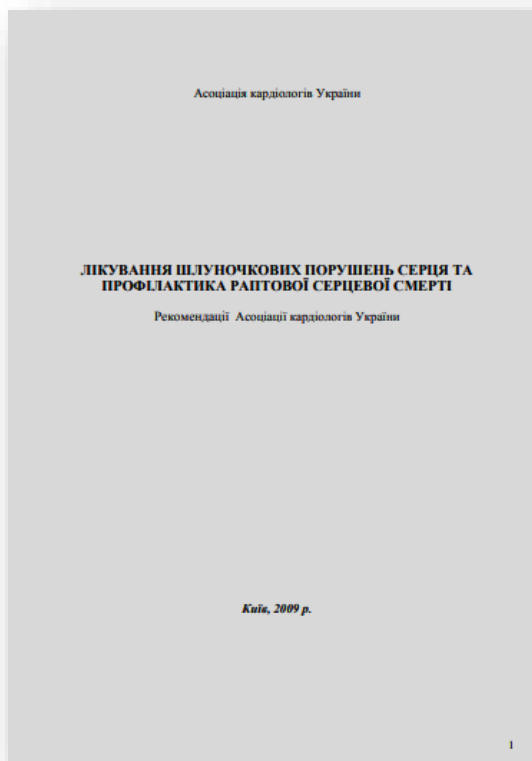 Асоціація кардіологів України
ЛІКУВАННЯ ШЛУНОЧКОВИХ ПОРУШЕНЬ СЕРЦЯ ТА
ПРОФІЛАКТИКА РАПТОВОЇ СЕРЦЕВОЇ СМЕРТІ
Рекомендації Асоціації кардіологів України
Київ, 2009 р.
1